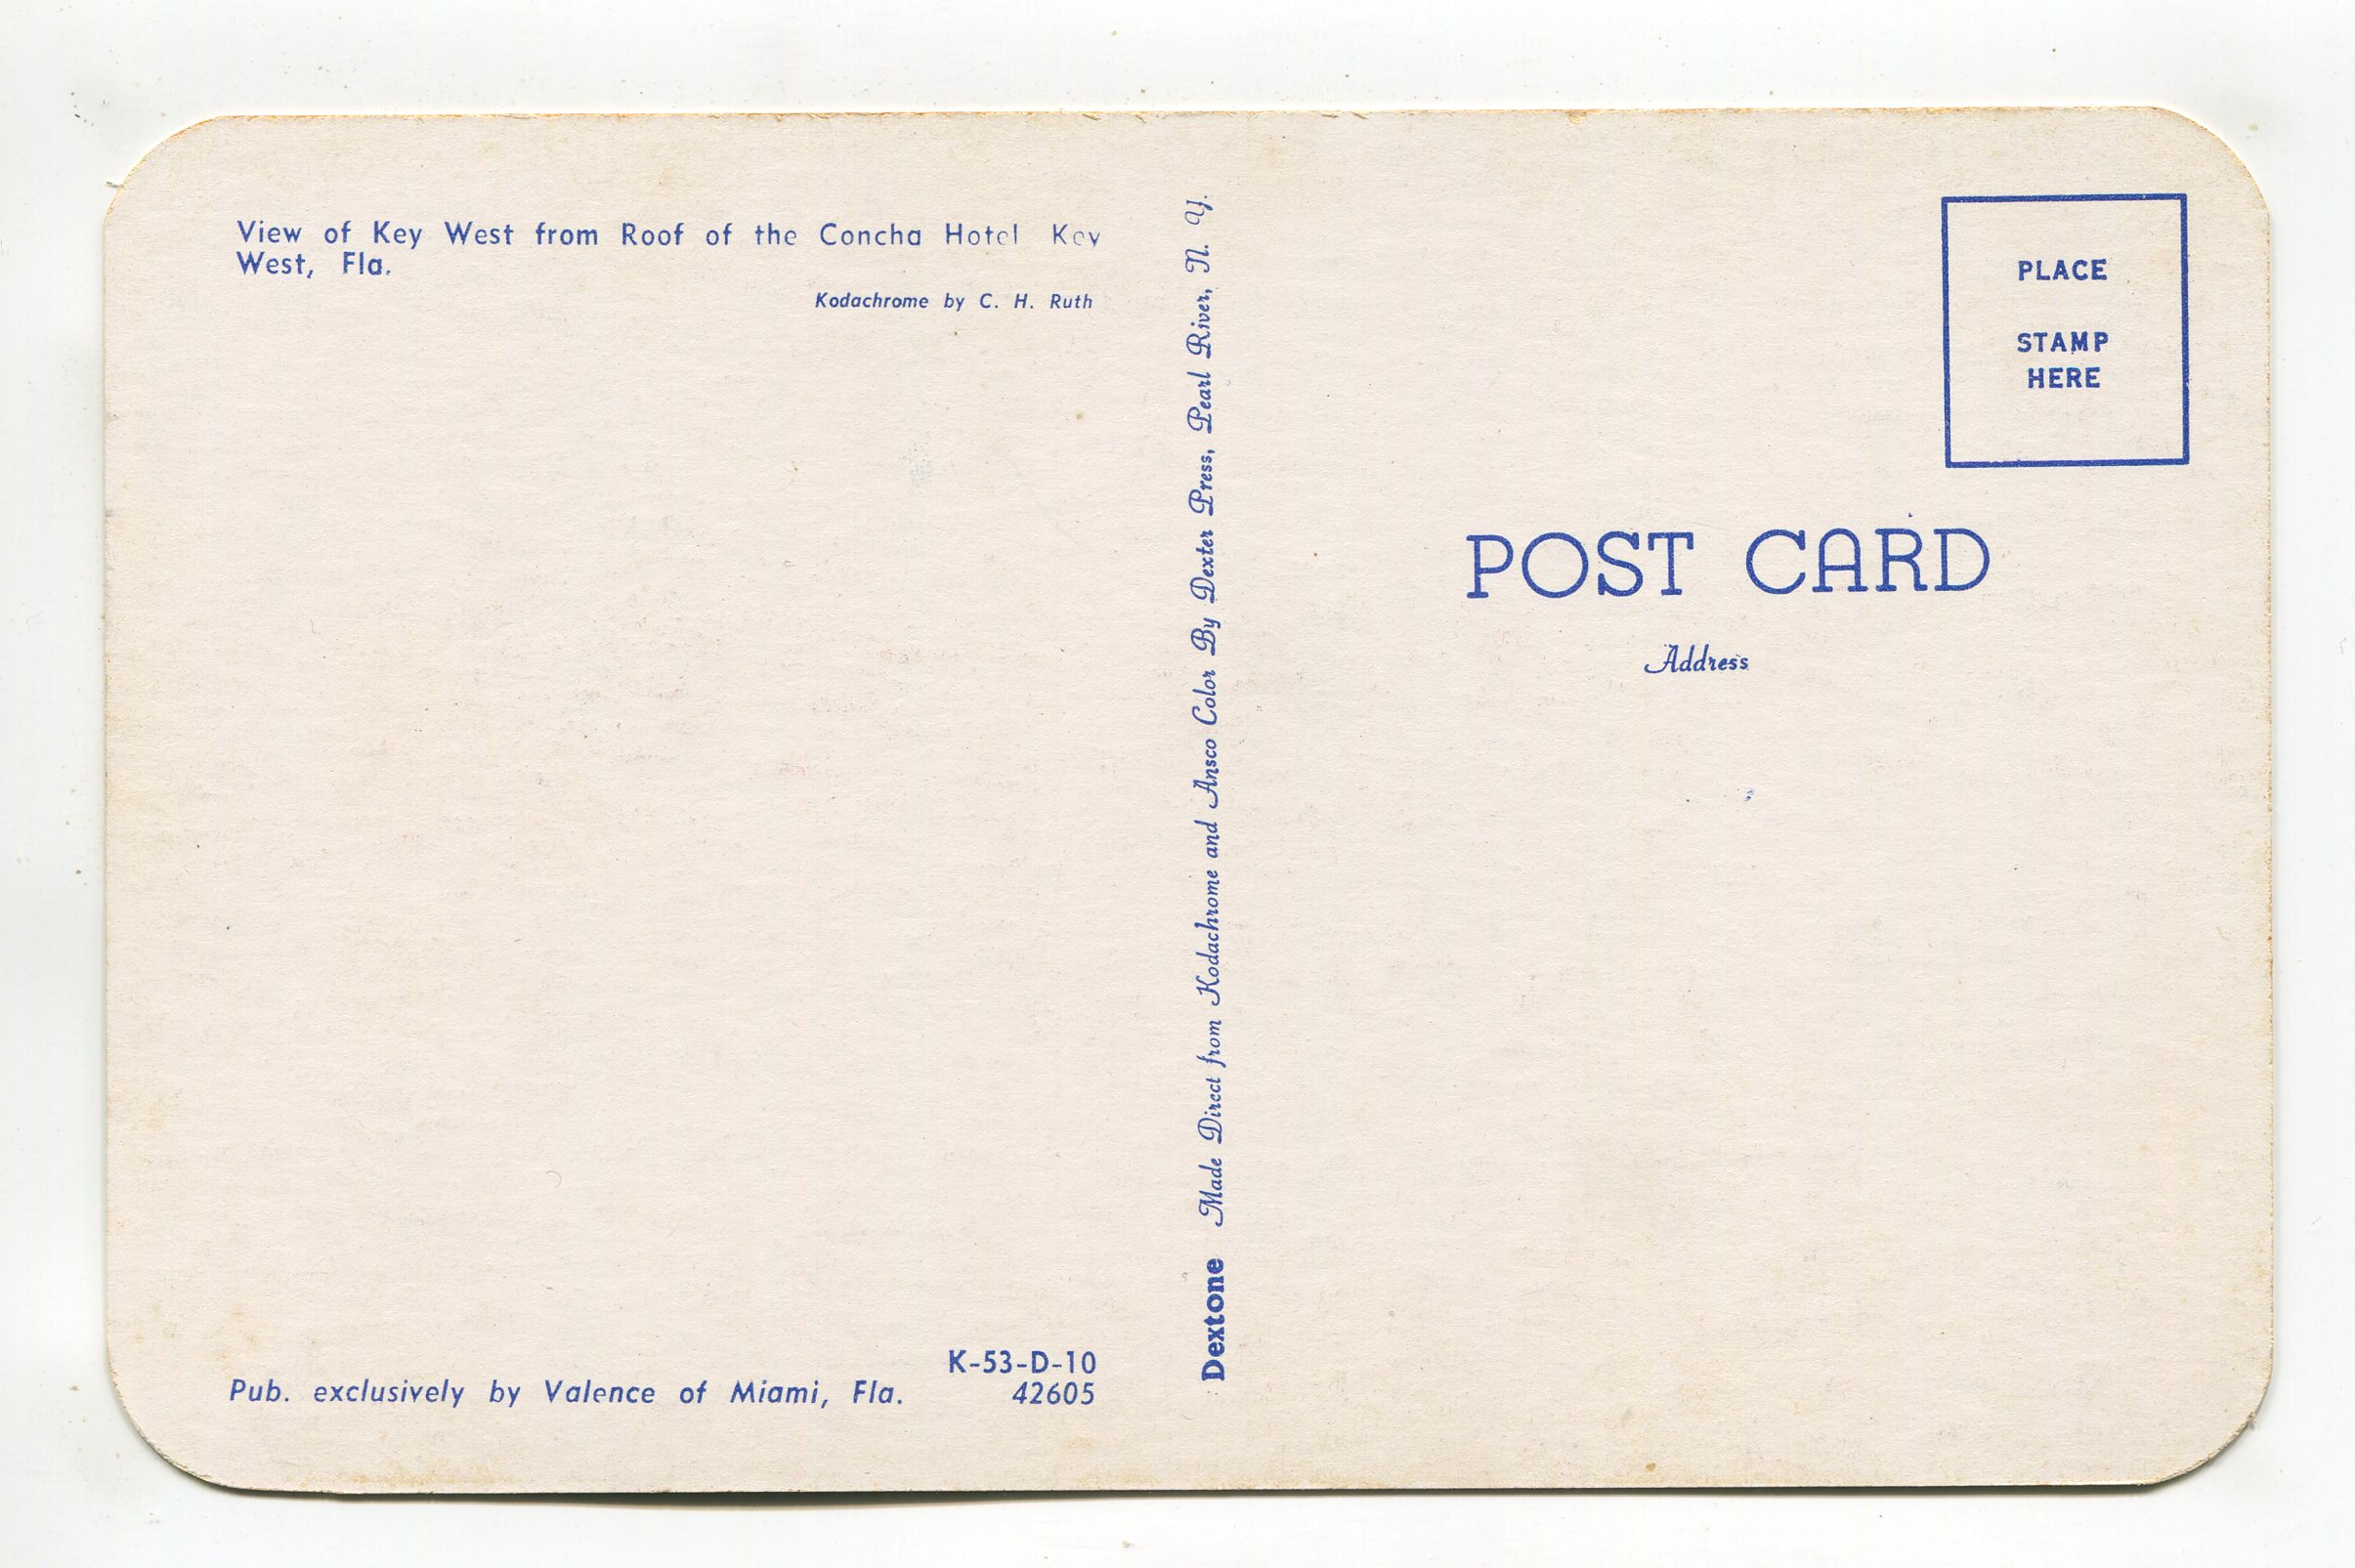 View of Key West from Roof of the Concha Hotel Key
West, Fla.
Kodachrome by C. H. Ruth
K-53-D-10
Pub. exclusively by Valence of Miami, Fla. 42605
Dextone Made Direct from Kodachrome and Ansco Color By Dexter Press, Pearl River, N. Y.
PLACE
STAMP
HERE
POST CARD
Address